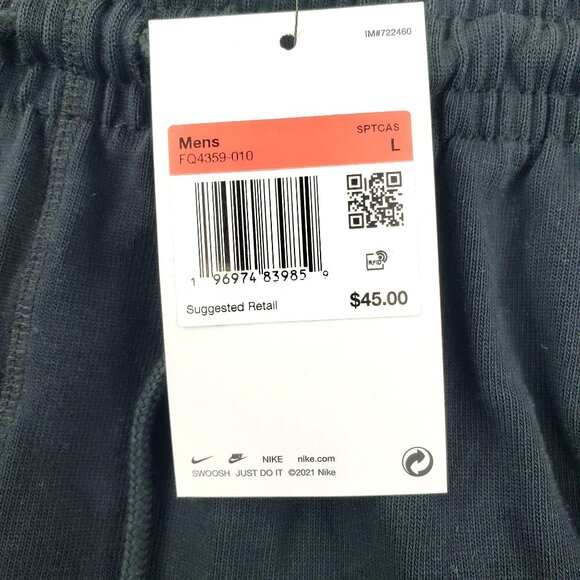 IM#722460
Mens SPTCAS
FQ4359-010 L
RFID
1 96974 83985 9
Suggested Retail $45.00
NIKE nike.com
SWOOSH JUST DO IT ©2021 Nike